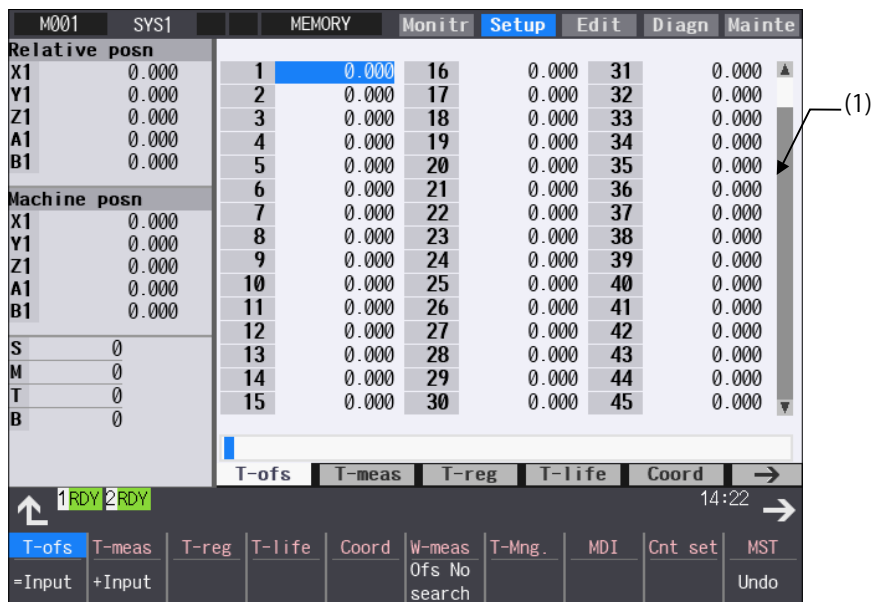 M001 SYS1 MEMORY Monitr Setup Edit Diagn Mainte
Relative posn
X1 0.000
Y1 0.000
Z1 0.000
A1 0.000
B1 0.000
Machine posn
X1 0.000
Y1 0.000
Z1 0.000
A1 0.000
B1 0.000
S 0
M 0
T 0
B 0
1 0.000 16 0.000 31 0.000
2 0.000 17 0.000 32 0.000
3 0.000 18 0.000 33 0.000
4 0.000 19 0.000 34 0.000
5 0.000 20 0.000 35 0.000
6 0.000 21 0.000 36 0.000
7 0.000 22 0.000 37 0.000
8 0.000 23 0.000 38 0.000
9 0.000 24 0.000 39 0.000
10 0.000 25 0.000 40 0.000
11 0.000 26 0.000 41 0.000
12 0.000 27 0.000 42 0.000
13 0.000 28 0.000 43 0.000
14 0.000 29 0.000 44 0.000
15 0.000 30 0.000 45 0.000
(1)
T-ofs T-meas T-reg T-life Coord →
1 RDY 2 RDY 14:22
T-ofs T-meas T-reg T-life Coord W-meas T-Mng. MDI Cnt set MST
=Input +Input Ofs No search Undo